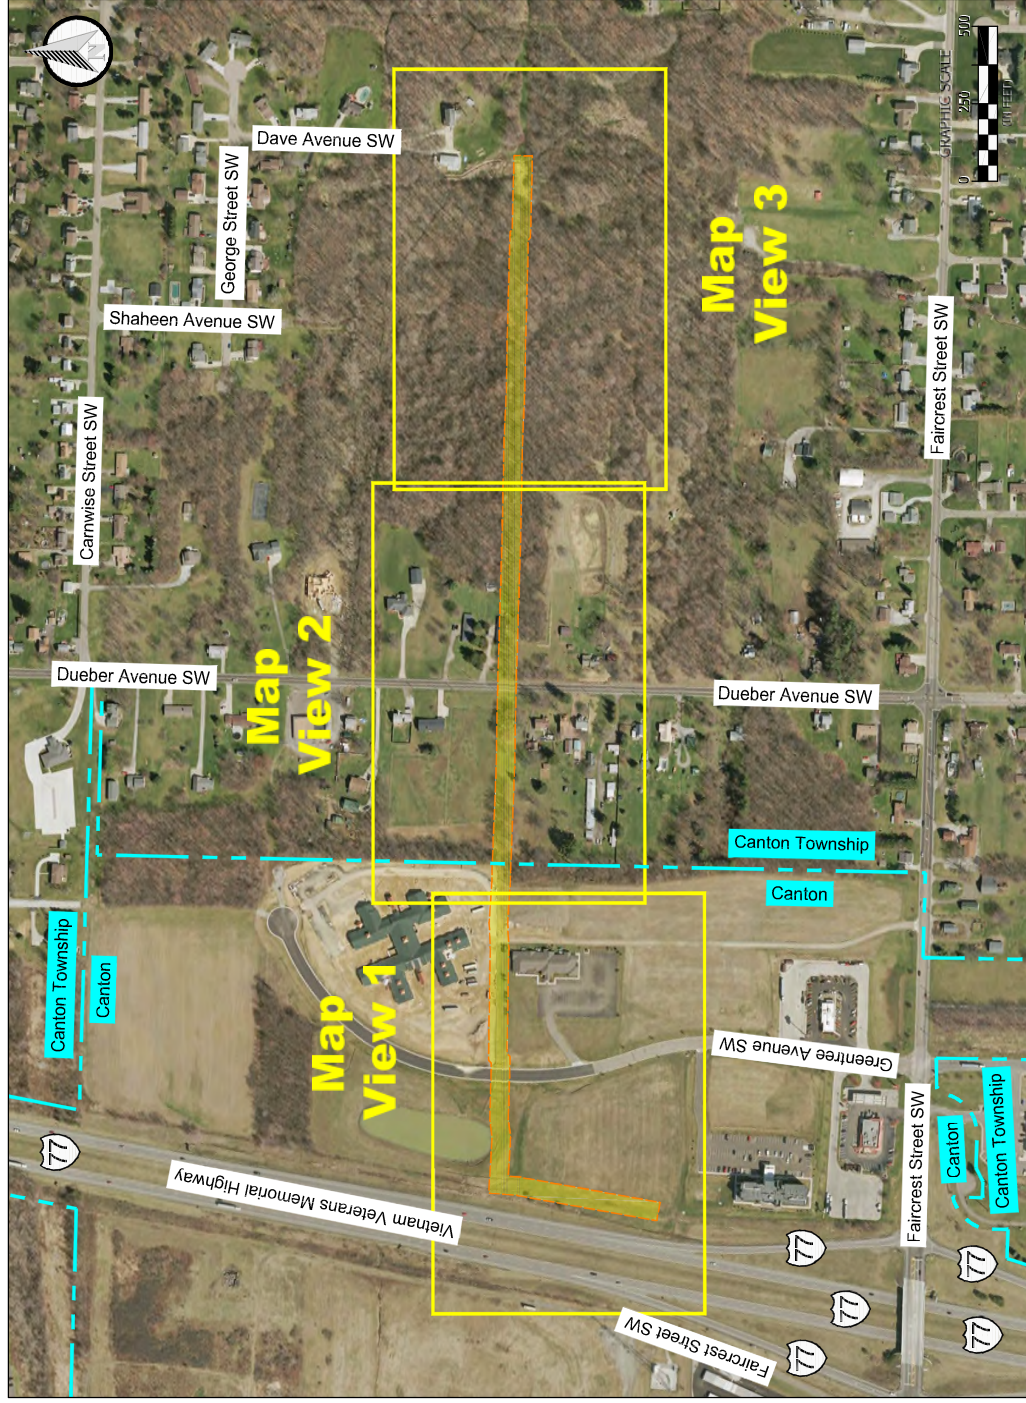 N
Dave Avenue SW
George Street SW
Shaheen Avenue SW
Carnwise Street SW
Map
View 3
GRAPHIC SCALE
0 250 500
(IN FEET)
Faircrest Street SW
Map
View 2
Dueber Avenue SW
Dueber Avenue SW
Canton Township
Canton
Canton Township
Canton
Map
View 1
Greentree Avenue SW
Vietnam Veterans Memorial Highway
77
Faircrest Street SW
Canton
Canton Township
77
77
77
77
77
Faircrest Street SW